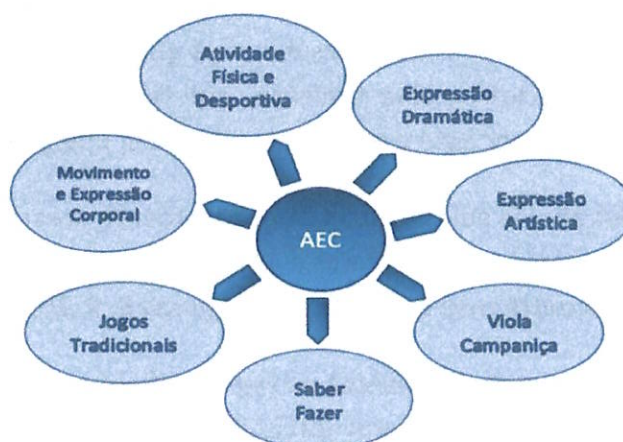 Atividade
Física e
Desportiva
Expressão
Dramática
Movimento
e Expressão
Corporal
AEC
Expressão
Artística
Jogos
Tradicionais
Viola
Campaniça
Saber
Fazer